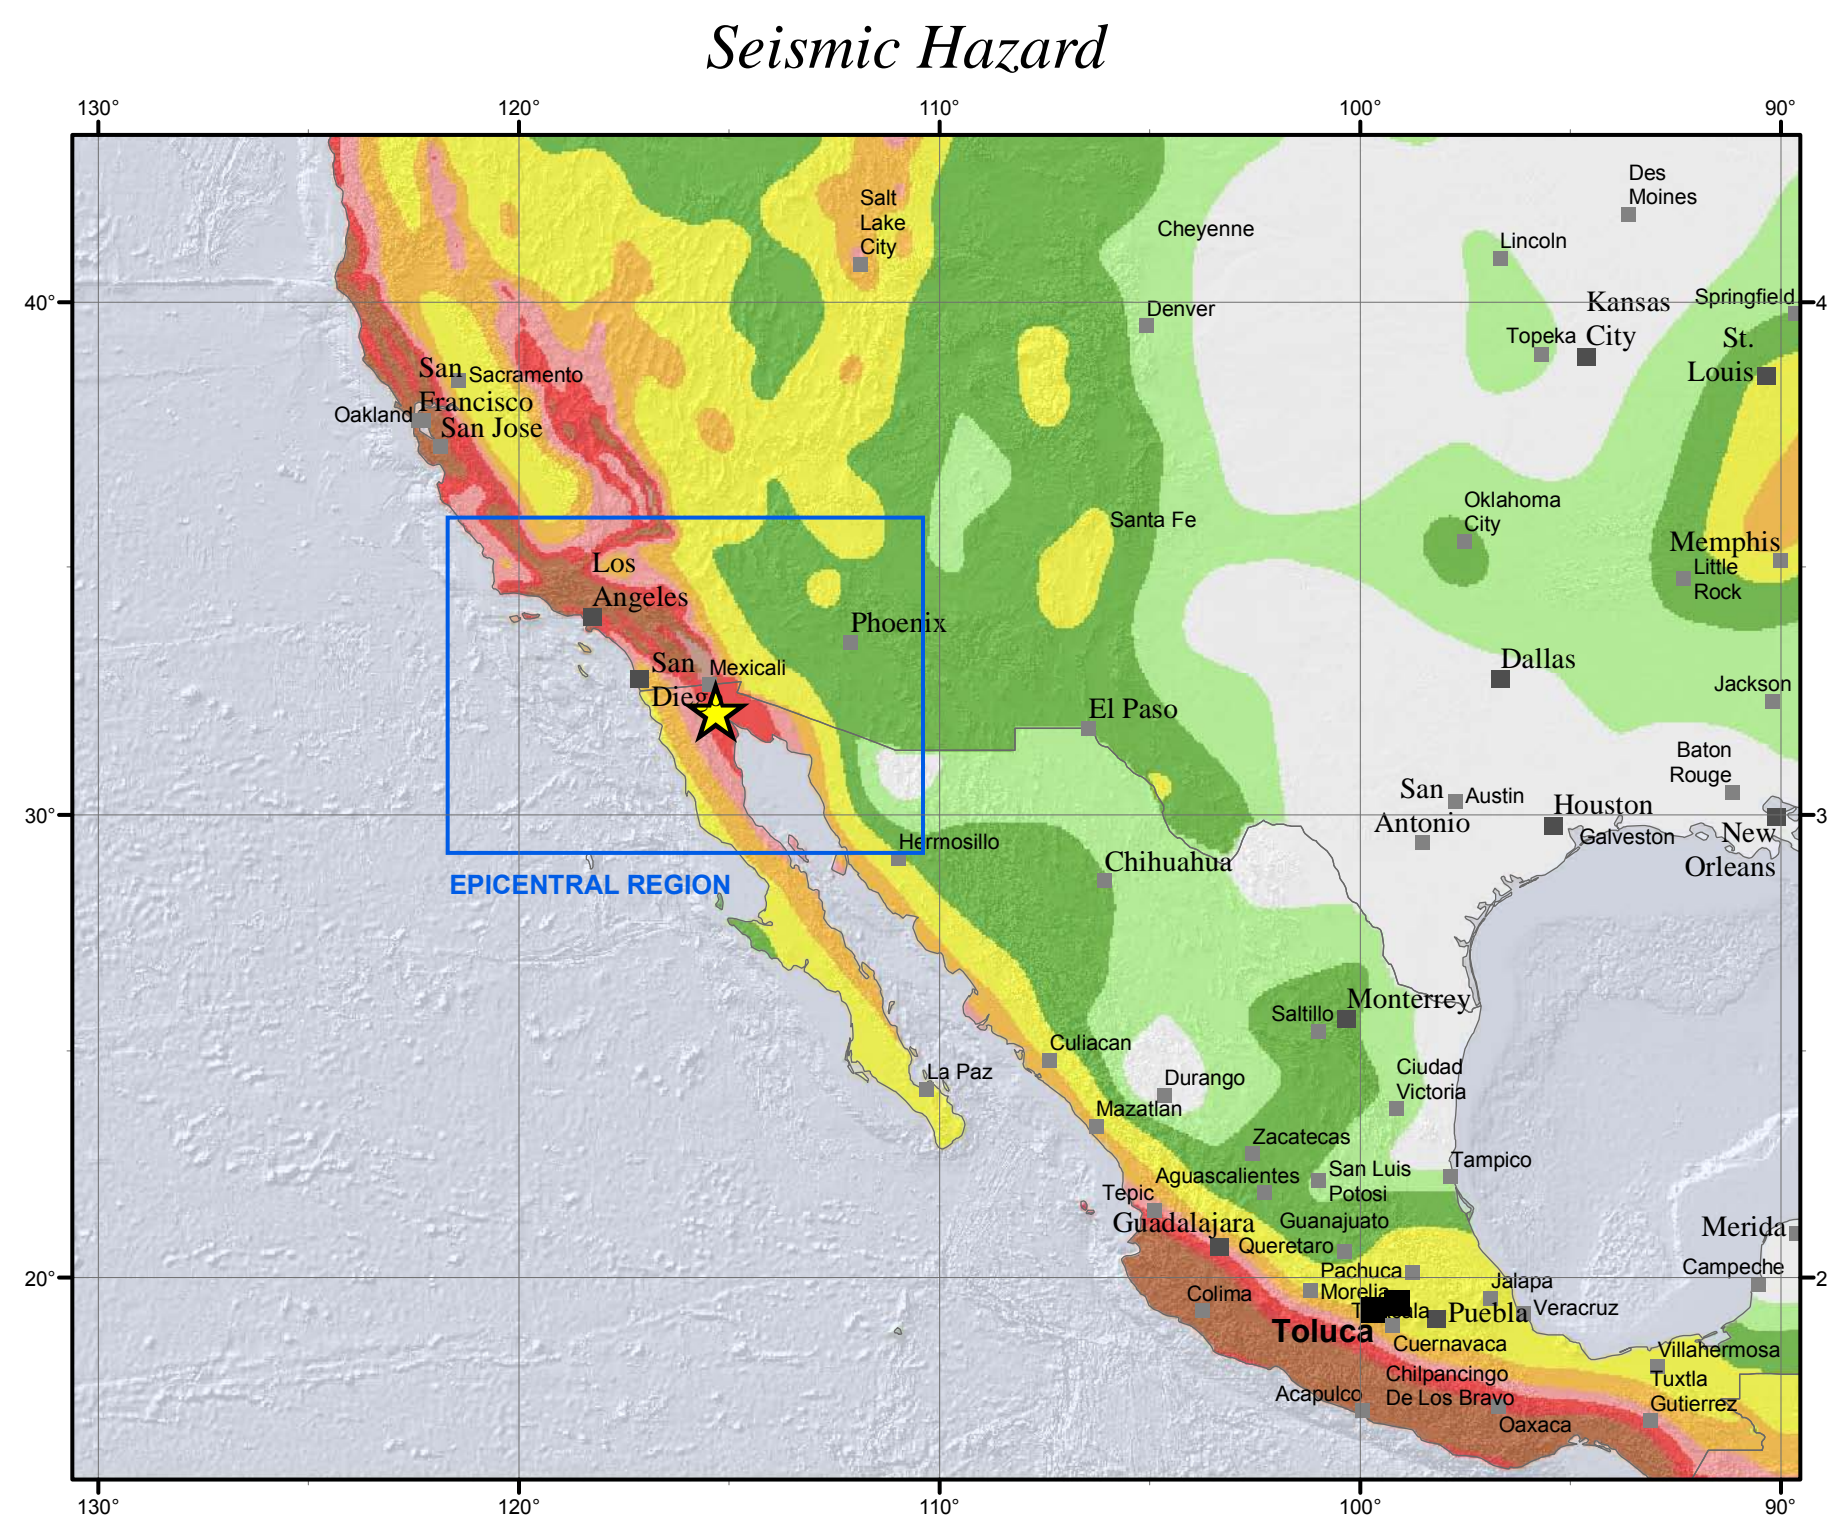 Seismic Hazard
130°
120°
110°
100°
90°
Des
Moines
Salt
Lake
City
Cheyenne
Lincoln
40°
Denver
Kansas
City
Springfield
4
Topeka
St.
Louis
San
Francisco
Sacramento
Oakland
San Jose
Oklahoma
City
Santa Fe
Memphis
Little
Rock
Los
Angeles
Phoenix
San
Diego
Mexicali
Dallas
Jackson
El Paso
Baton
Rouge
San
Antonio
Austin
Houston
Galveston
New
Orleans
30°
3
Hermosillo
Chihuahua
EPICENTRAL REGION
Monterrey
Saltillo
Culiacan
La Paz
Durango
Ciudad
Victoria
Mazatlan
Zacatecas
Aguascalientes
San Luis
Potosi
Tampico
Tepic
Guadalajara
Guanajuato
Queretaro
Merida
Campeche
20°
2
Pachuca
Morelia
Jalapa
Colima
Puebla
Veracruz
Toluca
Cuernavaca
Villahermosa
Chilpancingo
De Los Bravo
Tuxtla
Gutierrez
Acapulco
Oaxaca
130°
120°
110°
100°
90°